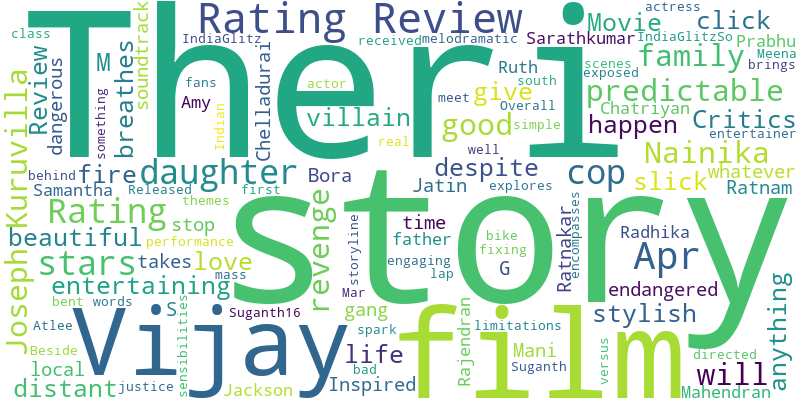 Theri
story
Vijay
film
Rating Review
class
IndiaGlitz
received
melodramatic
actress
Movie
click
Sarathkumar
IndiaGlitzSo
Prabhu
Meena
brings
fans
actor
Ruth
south
scenes
exposed
family
predictable
Review
dangerous
something
M
breathes
soundtrack
Amy
Indian
Chelladurai
villain
meet
give
Overall
good
simple
real
well
Chatriyan
happen
Critics
entertainer
Nainika
whatever
slick
Ratnam
behind
fire
daughter
Bora
despite
cop
Jatin
explores
Samantha
Released
first
Joseph Kuruvilla
Rating
themes
stop
revenge
time
father
bike
fixing
G
engaging
lap
Ratnakar
encompasses
Radhika
Apr
endangered
beautiful
performance
stars
takes
love
mass
storyline
entertaining
bent
words
S
sensibilities
Suganth16
Mar
gang
spark
Rajendran
limitations
stylish
anything
Atlee
Beside
local
distant
justice
Jackson
life
bad
Inspired
Mani
Suganth
versus
directed
will
Mahendran